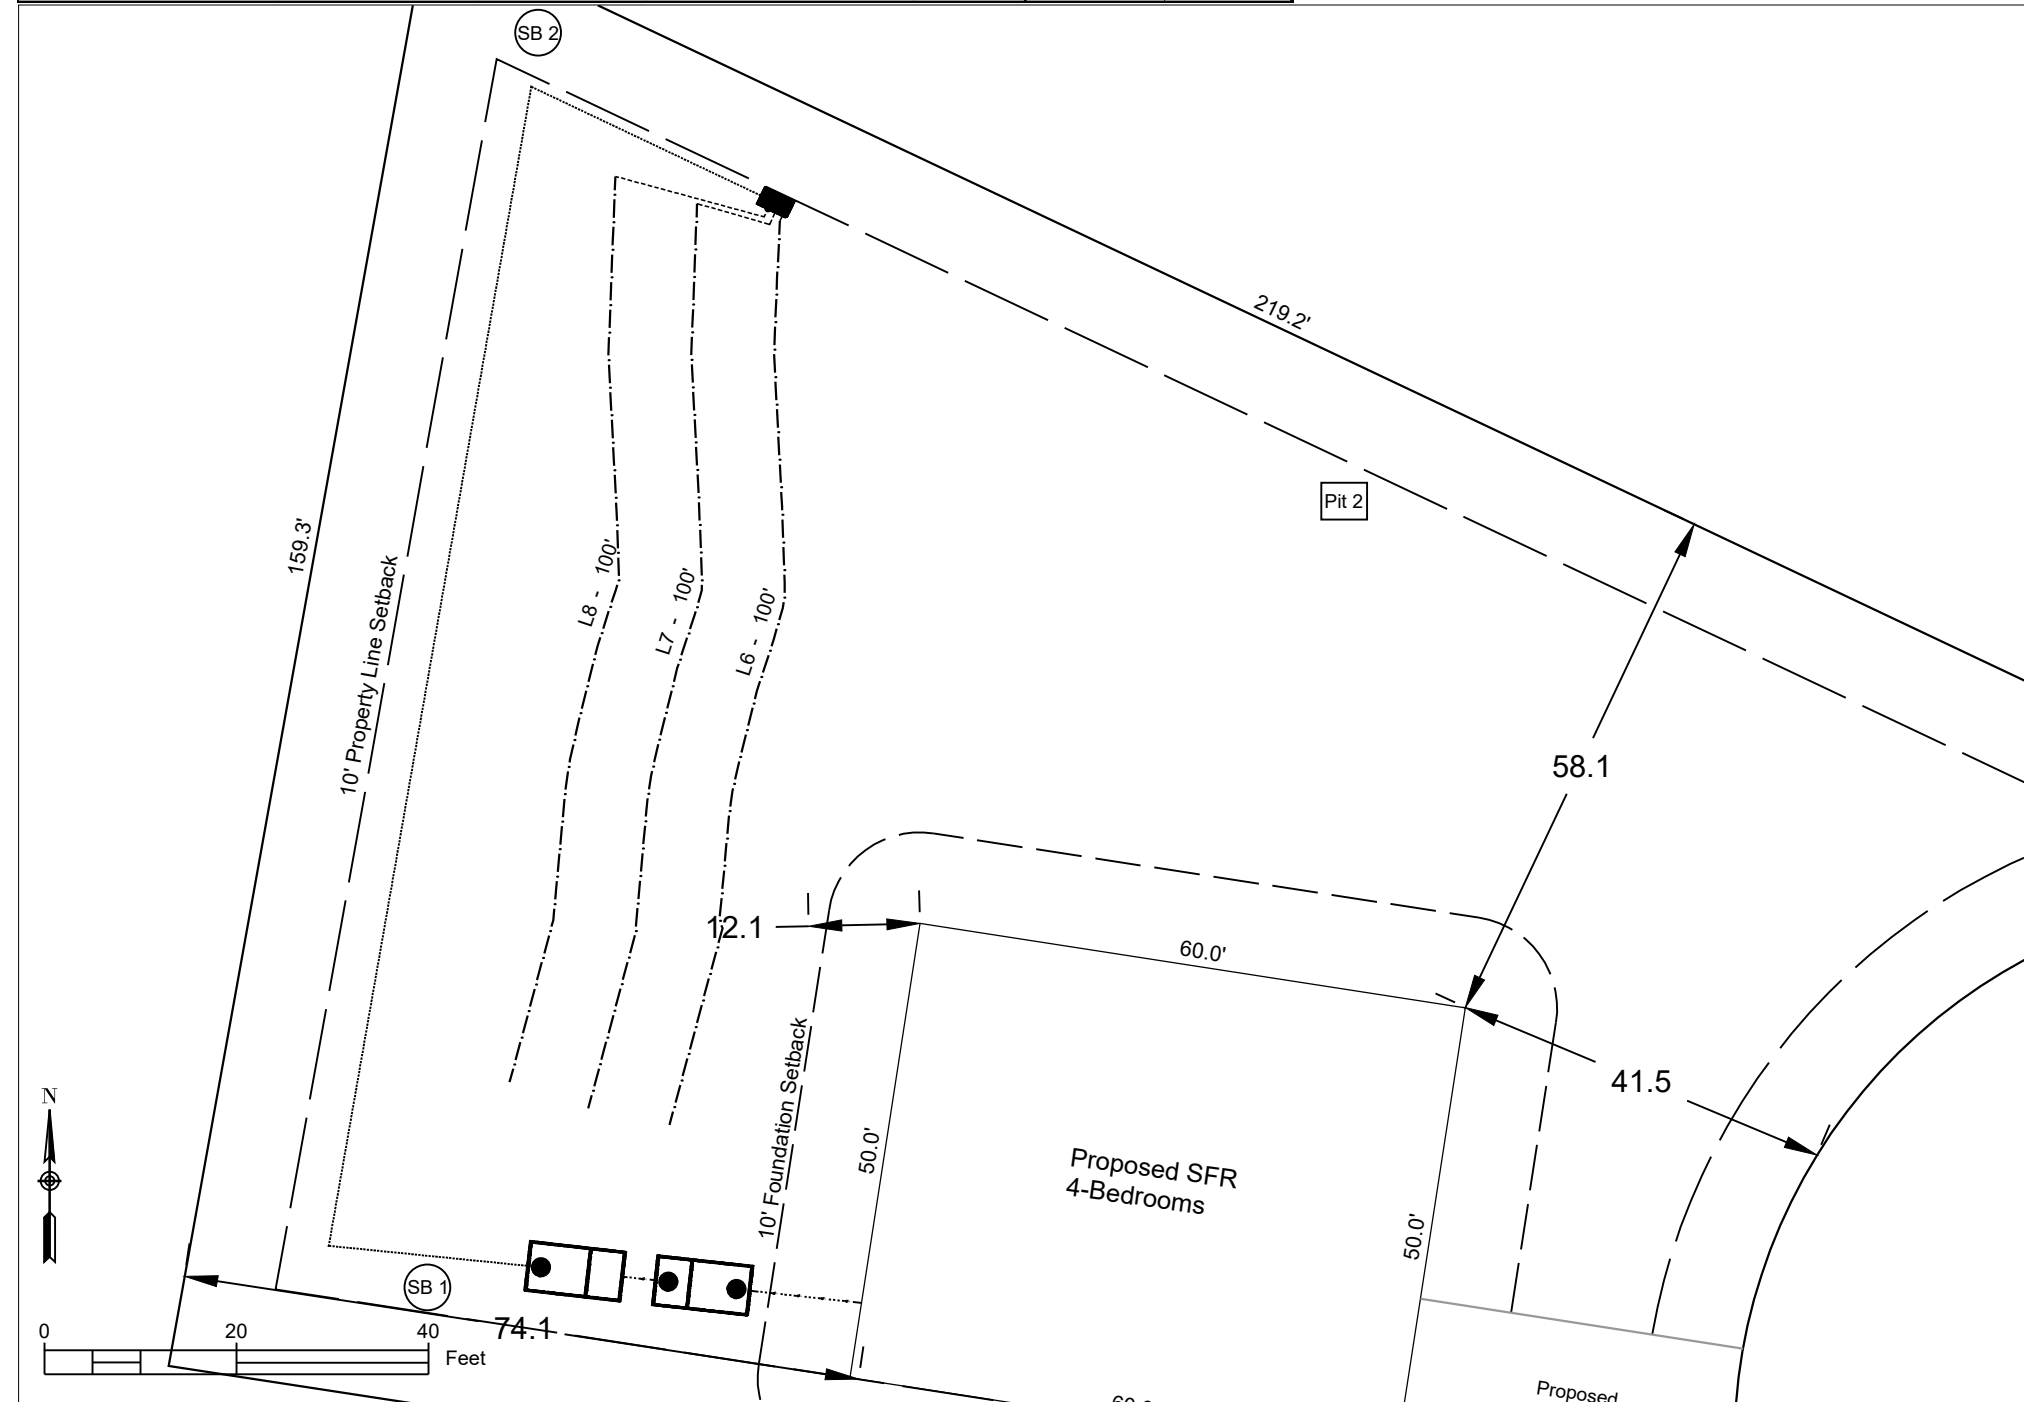 SB 2
219.2'
Pit 2
159.3'
10' Property Line Setback
L8 - 100'
L7 - 100'
L6 - 100'
58.1
12.1
60.0'
41.5
10' Foundation Setback
50.0'
Proposed SFR
4-Bedrooms
50.0'
N
SB 1
74.1
0 20 40
Feet
Proposed